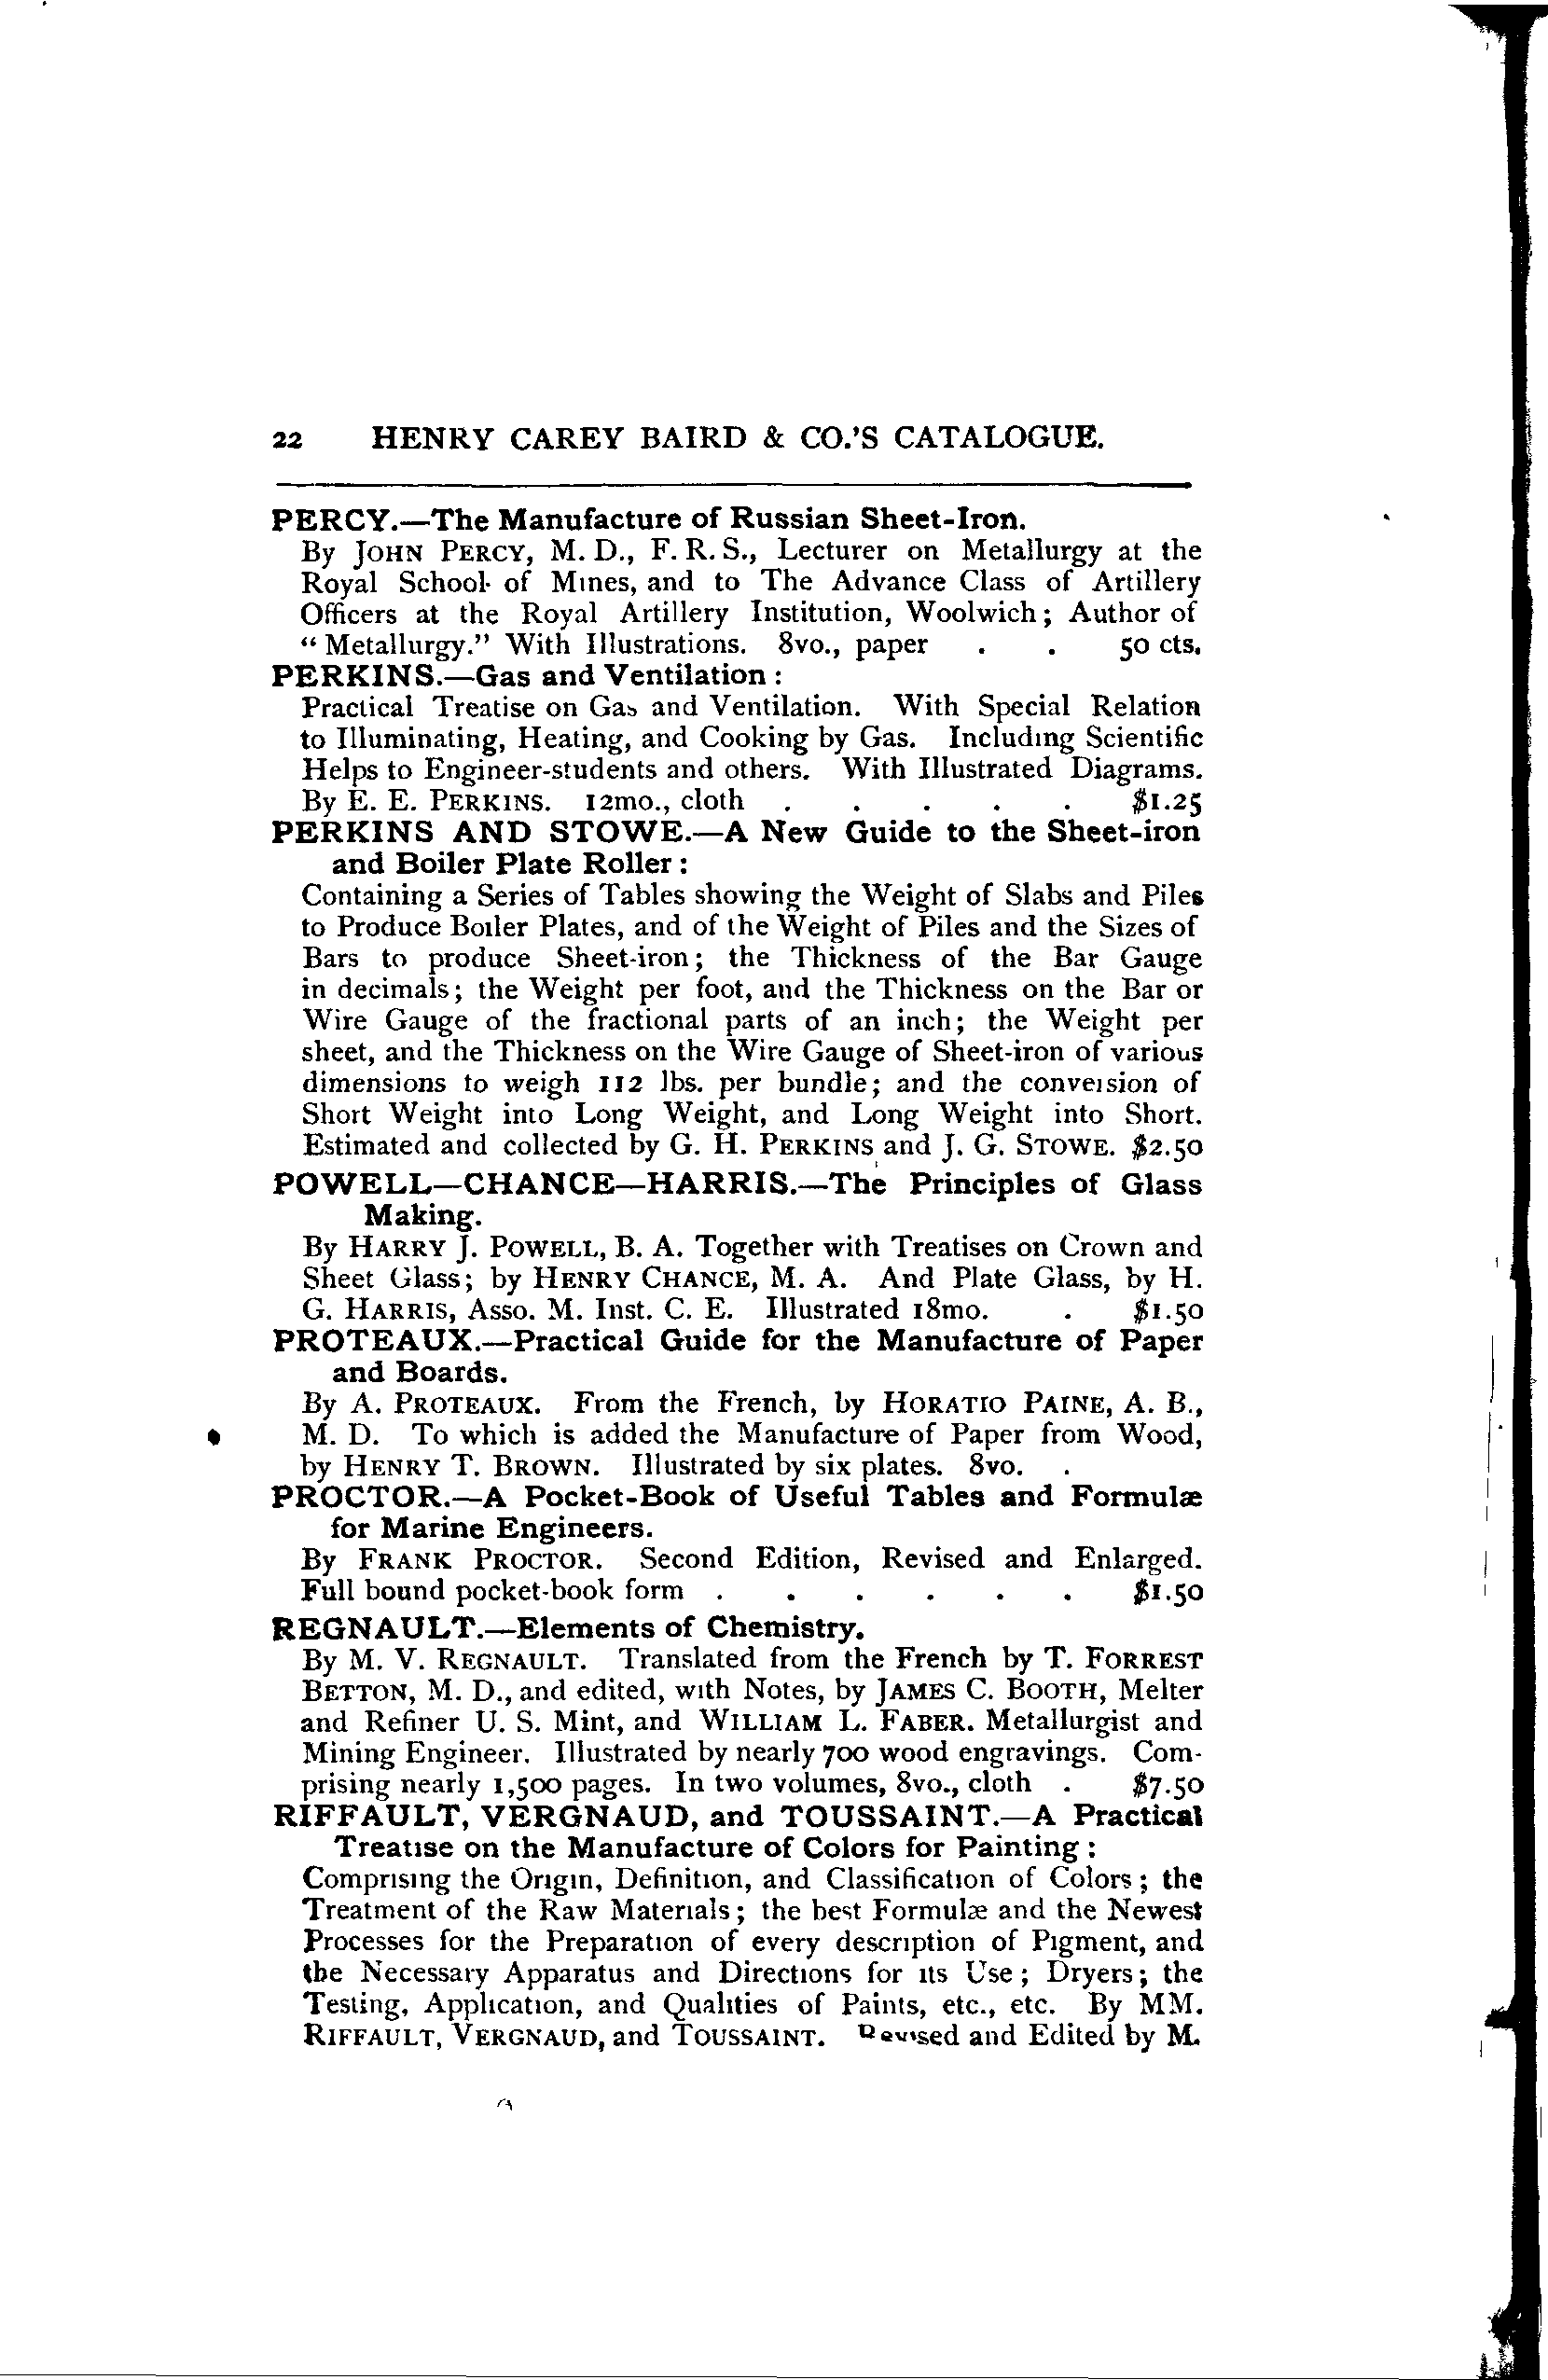 22 HENRY CAREY BAIRD & CO.'S CATALOGUE.
PERCY.—The Manufacture of Russian Sheet-Iron.
By JOHN PERCY, M. D., F. R. S., Lecturer on Metallurgy at the
Royal School of Mines, and to The Advance Class of Artillery
Officers at the Royal Artillery Institution, Woolwich; Author of
“Metallurgy.” With Illustrations. 8vo., paper . . 50 cts.
PERKINS.—Gas and Ventilation :
Practical Treatise on Gas and Ventilation. With Special Relation
to Illuminating, Heating, and Cooking by Gas. Including Scientific
Helps to Engineer-students and others. With Illustrated Diagrams.
By E. E. PERKINS. 12mo., cloth . . . . . $1.25
PERKINS AND STOWE.—A New Guide to the Sheet-iron
and Boiler Plate Roller :
Containing a Series of Tables showing the Weight of Slabs and Piles
to Produce Boiler Plates, and of the Weight of Piles and the Sizes of
Bars to produce Sheet-iron; the Thickness of the Bar Gauge
in decimals; the Weight per foot, and the Thickness on the Bar or
Wire Gauge of the fractional parts of an inch; the Weight per
sheet, and the Thickness on the Wire Gauge of Sheet-iron of various
dimensions to weigh 112 lbs. per bundle; and the conversion of
Short Weight into Long Weight, and Long Weight into Short.
Estimated and collected by G. H. PERKINS and J. G. STOWE. $2.50
POWELL—CHANCE—HARRIS.—The Principles of Glass
Making.
By HARRY J. POWELL, B. A. Together with Treatises on Crown and
Sheet Glass; by HENRY CHANCE, M. A. And Plate Glass, by H.
G. HARRIS, Asso. M. Inst. C. E. Illustrated 18mo. . $1.50
PROTEAUX.—Practical Guide for the Manufacture of Paper
and Boards.
By A. PROTEAUX. From the French, by HORATIO PAINE, A. B.,
M. D. To which is added the Manufacture of Paper from Wood,
by HENRY T. BROWN. Illustrated by six plates. 8vo. .
PROCTOR.—A Pocket-Book of Useful Tables and Formulæ
for Marine Engineers.
By FRANK PROCTOR. Second Edition, Revised and Enlarged.
Full bound pocket-book form . . . . . . $1.50
REGNAULT.—Elements of Chemistry.
By M. V. REGNAULT. Translated from the French by T. FORREST
BETTON, M. D., and edited, with Notes, by JAMES C. BOOTH, Melter
and Refiner U. S. Mint, and WILLIAM L. FABER. Metallurgist and
Mining Engineer. Illustrated by nearly 700 wood engravings. Com-
prising nearly 1,500 pages. In two volumes, 8vo., cloth . $7.50
RIFFAULT, VERGNAUD, and TOUSSAINT.—A Practical
Treatise on the Manufacture of Colors for Painting :
Comprising the Origin, Definition, and Classification of Colors; the
Treatment of the Raw Materials; the best Formulæ and the Newest
Processes for the Preparation of every description of Pigment, and
the Necessary Apparatus and Directions for its Use; Dryers; the
Testing, Application, and Qualities of Paints, etc., etc. By MM.
RIFFAULT, VERGNAUD, and TOUSSAINT. Revised and Edited by M.